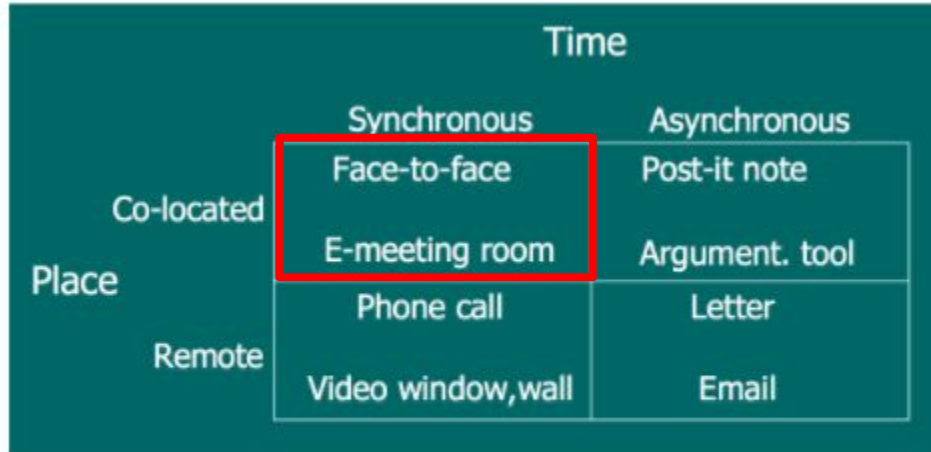 Time
Synchronous Asynchronous
Face-to-face Post-it note
Co-located
E-meeting room Argument. tool
Place
Phone call Letter
Remote
Video window,wall Email